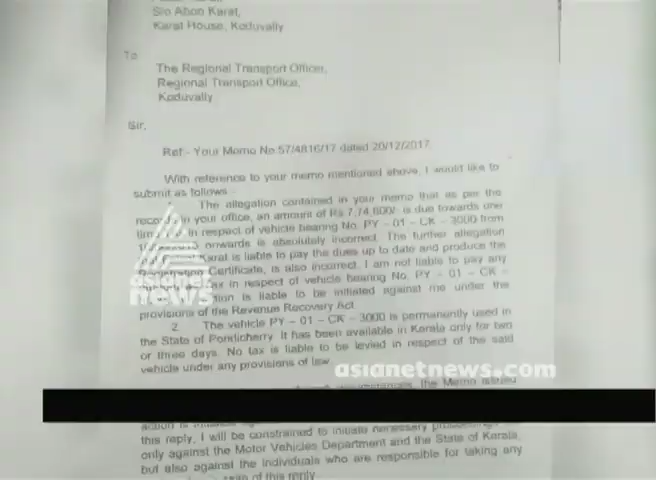 S/o Aboo Karat,
Karat House, Koduvally
To
The Regional Transport Officer,
Regional Transport Office,
Koduvally
Sir,
Ref:- Your Memo No 57/4816/17 dated 20/12/2017
With reference to your memo mentioned above, I would like to
submit as follows:-
The allegation contained in your memo that as per the
in your office, an amount of Rs 7,74,800/- is due towards one
in respect of vehicle bearing No. PY – 01 – CK – 3000 from
onwards is absolutely incorrect. The further allegation
Karat is liable to pay the dues up to date and produce the
Certificate, is also incorrect. I am not liable to pay any
tax in respect of vehicle bearing No. PY – 01 – CK –
is liable to be initiated against me under the
provisions of the Revenue Recovery Act.
2. The vehicle PY – 01 – CK – 3000 is permanently used in
the State of Pondicherry. It has been available in Kerala only for two
or three days. No tax is liable to be levied in respect of the said
vehicle under any provisions of law.
the Memo issued
this reply, I will be constrained to initiate necessary
only against the Motor Vehicles Department and the State of Kerala,
but also against the individuals who are responsible for taking any
of this reply
asianet
news
asianetnews.com